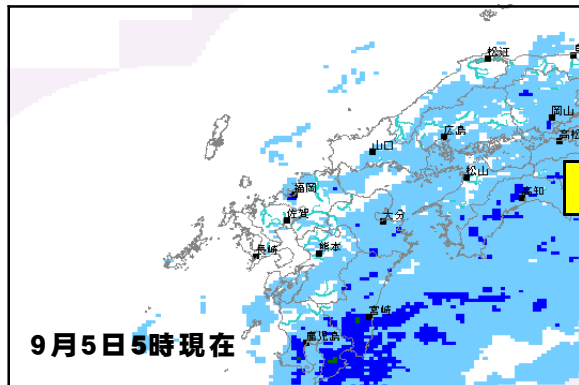 松江
岡山
高松
広島
山口
松山
高知
福岡
佐賀
大分
長崎
熊本
宮崎
鹿児島
9月5日5時現在